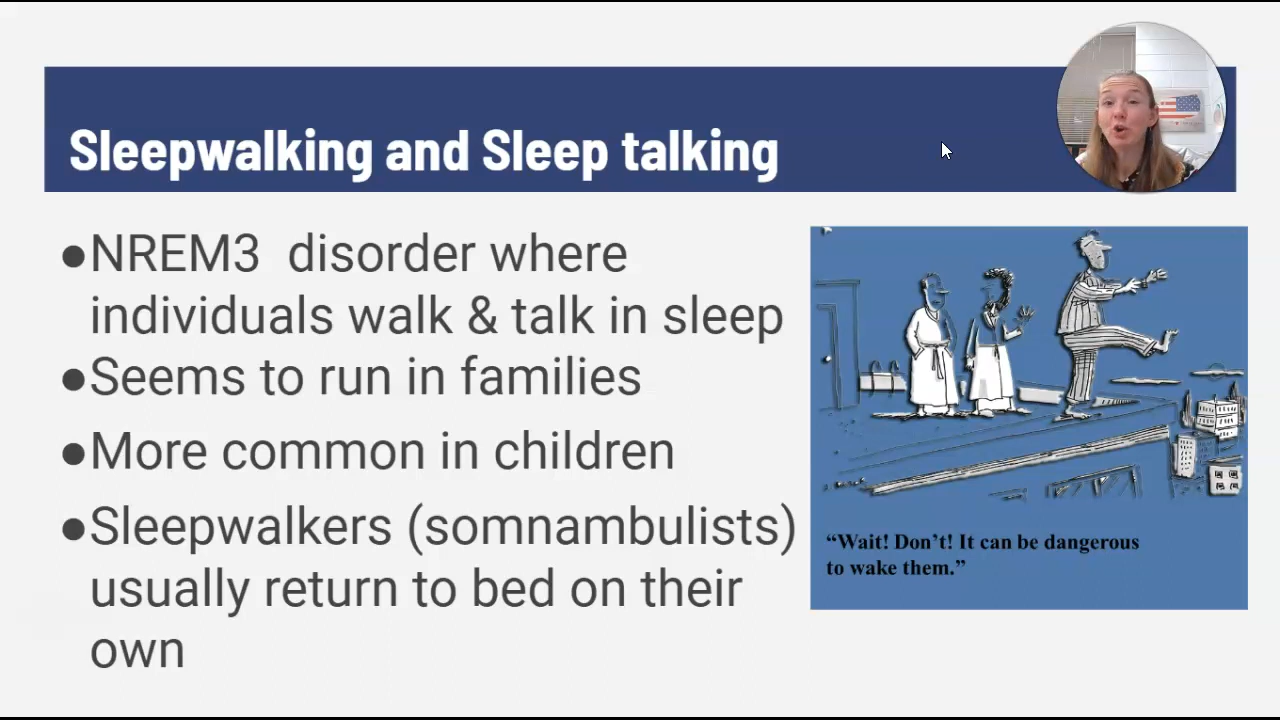 Sleepwalking and Sleep talking
●NREM3  disorder where
individuals walk & talk in sleep
●Seems to run in families
●More common in children
●Sleepwalkers (somnambulists)
usually return to bed on their
own
“Wait! Don’t! It can be dangerous
to wake them.”